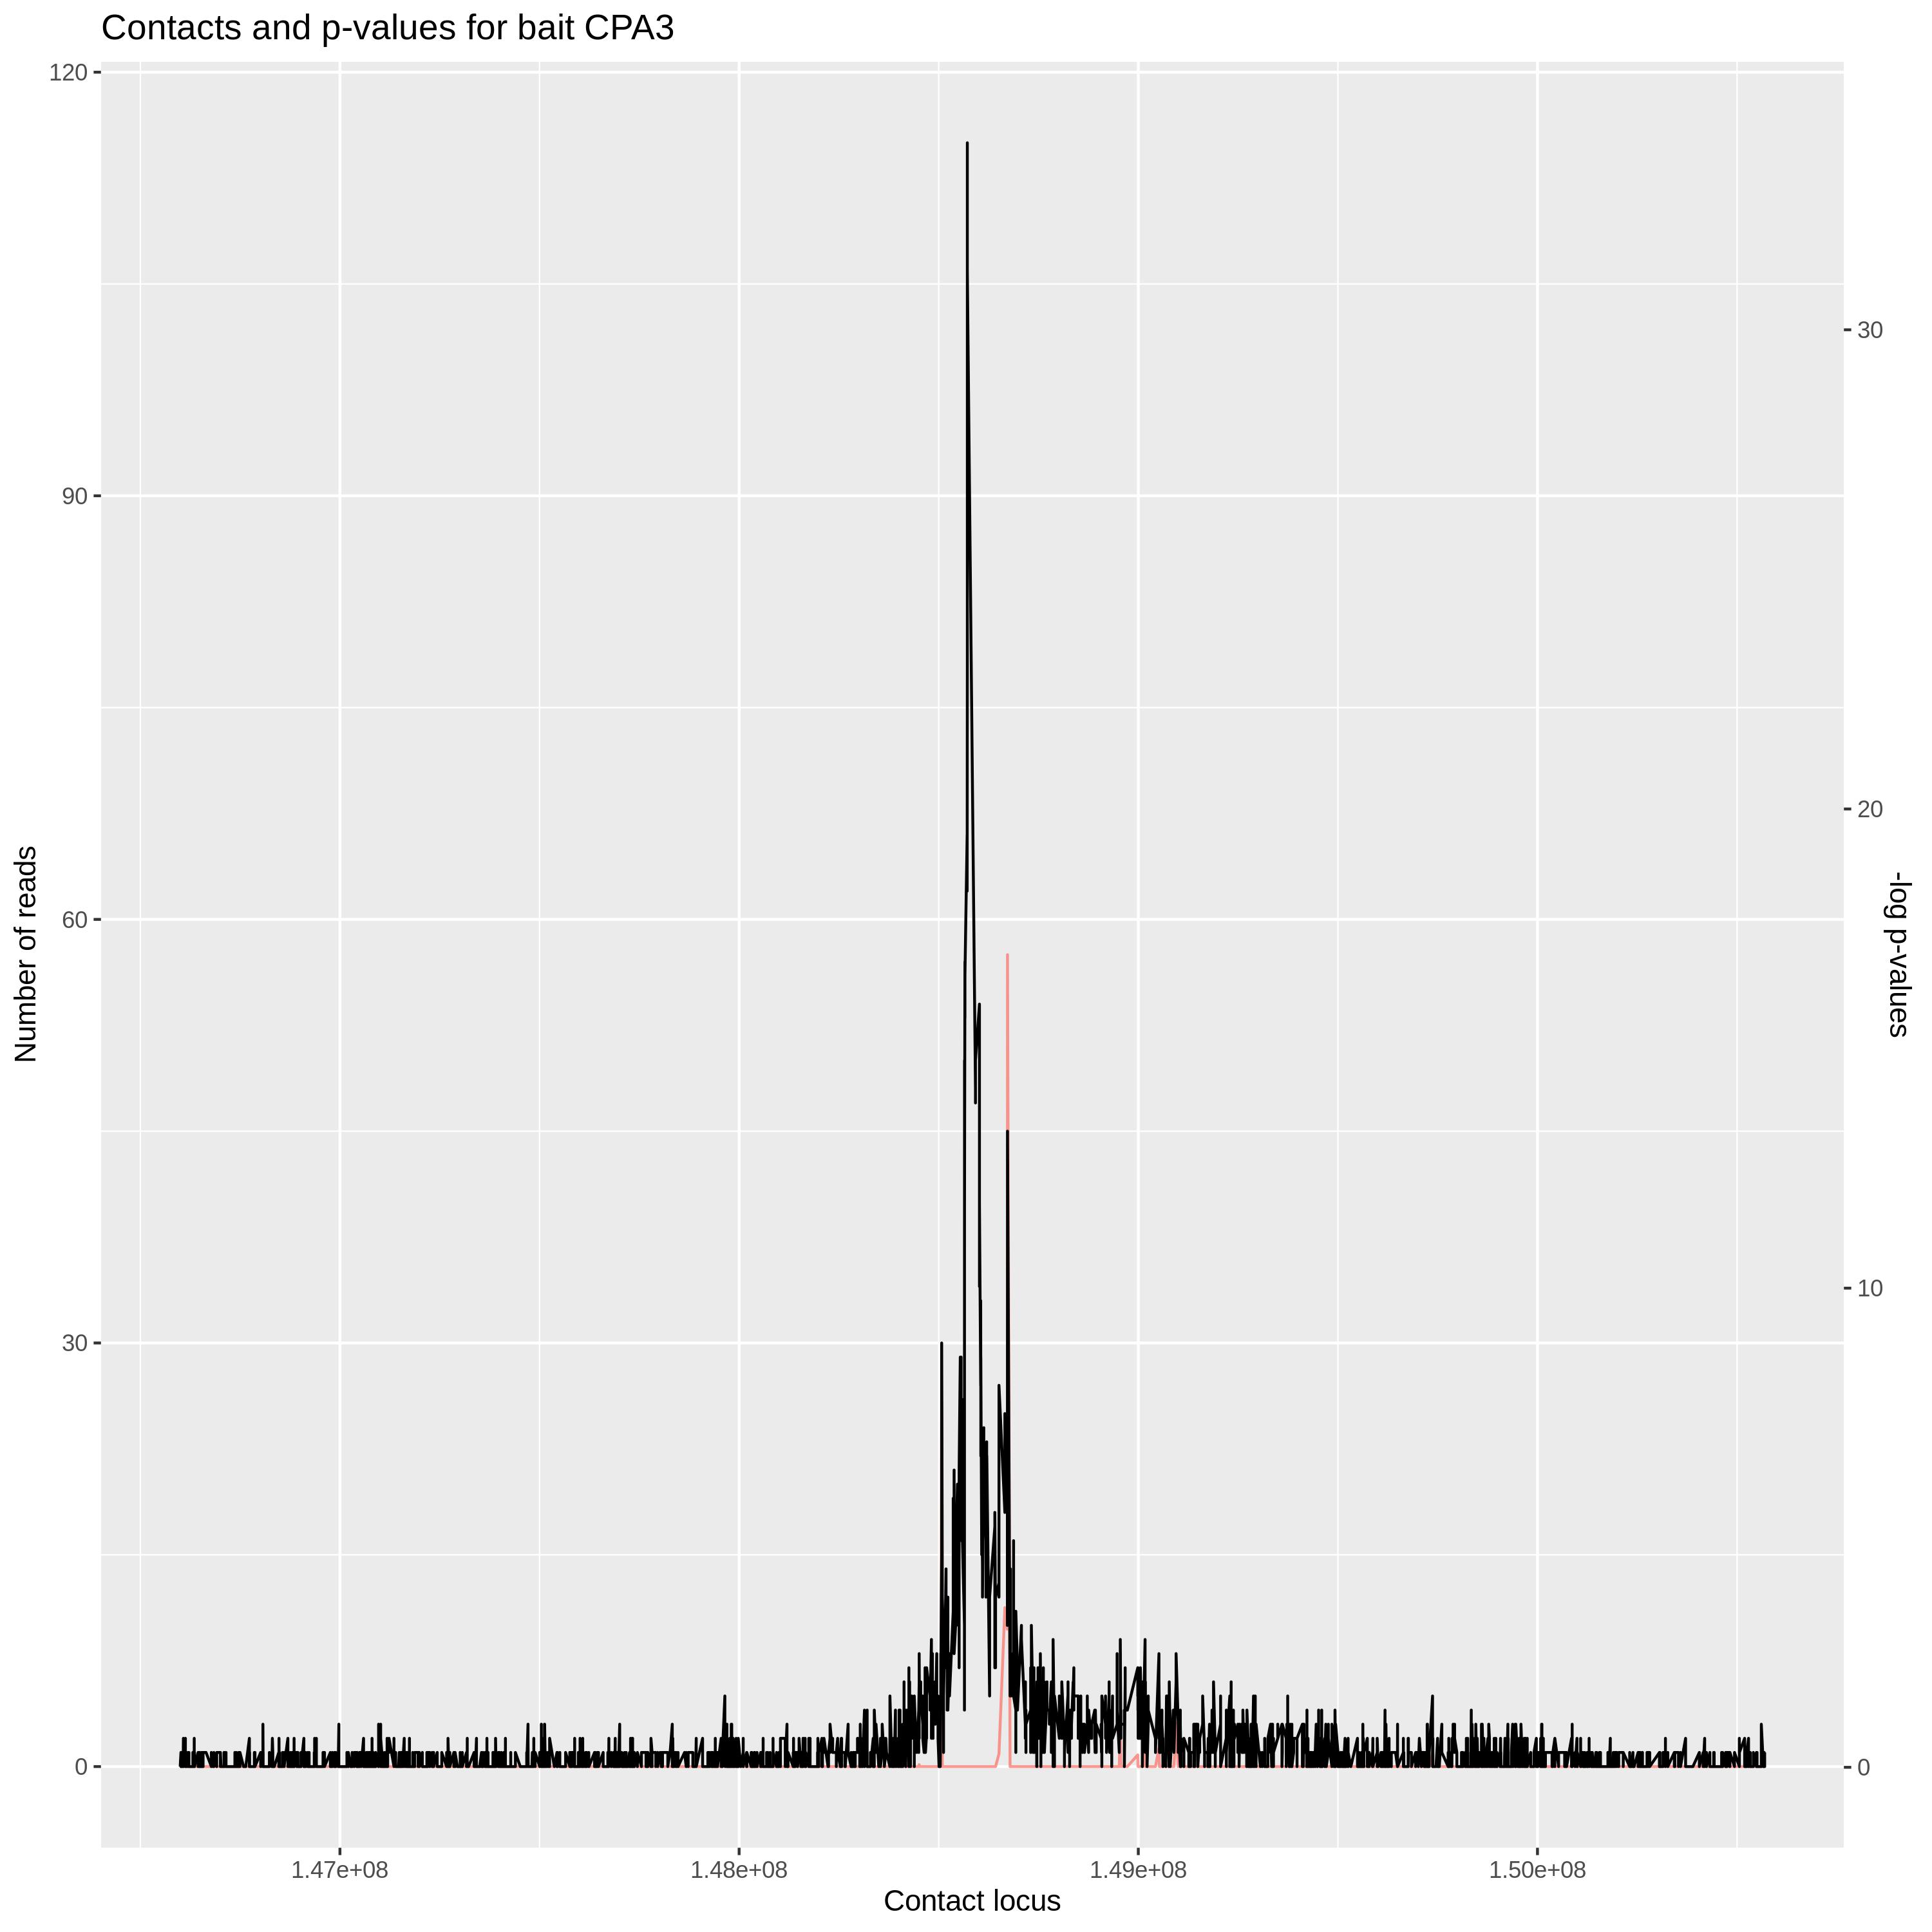 Contacts and p-values for bait CPA3
120
90
60
30
0
Number of reads
30
20
10
0
-log p-values
1.47e+08
1.48e+08
1.49e+08
1.50e+08
Contact locus